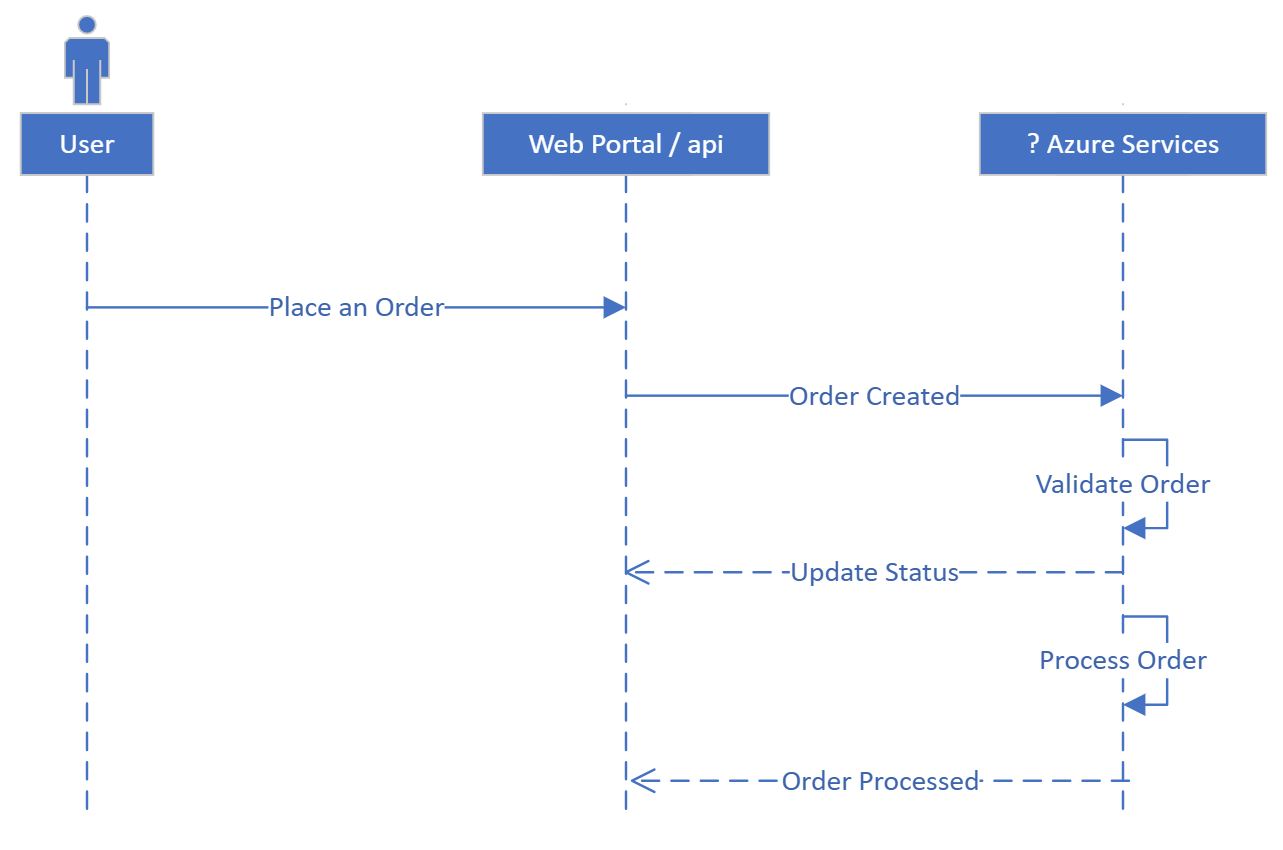 User
Web Portal / api
? Azure Services
Place an Order
Order Created
Validate Order
Update Status
Process Order
Order Processed